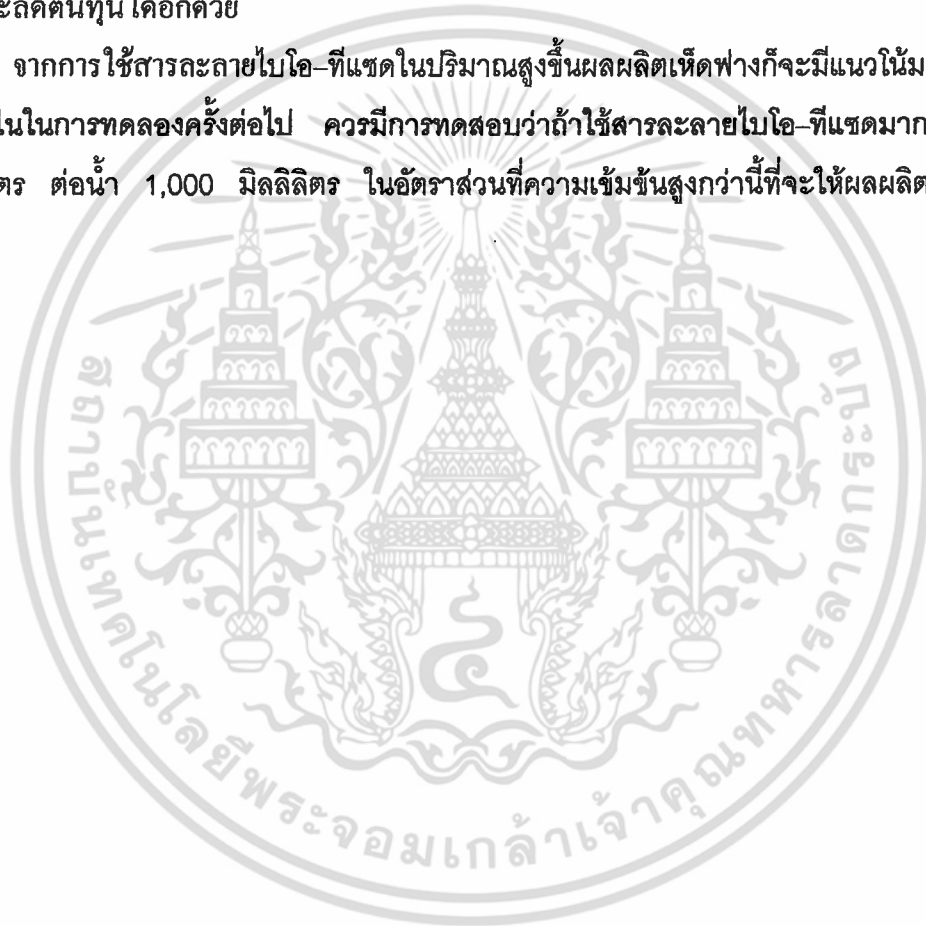 ะลดต้นทุนได้อีกด้วย
จากการใช้สารละลายไบโอ–ที่แซดในปริมาณสูงขึ้นผลผลิตเห็ดฟางก็จะมีแนวโน้ม
ในการทดลองครั้งต่อไป ควรมีการทดสอบว่าถ้าใช้สารละลายไบโอ–ที่แซดมาก
ตร ต่อน้ำ 1,000 มิลลิลิตร ในอัตราส่วนที่ความเข้มข้นสูงกว่านี้ที่จะให้ผลผลิต
สถาบันเทคโนโลยีพระจอมเกล้าเจ้าคุณทหารลาดกระบัง